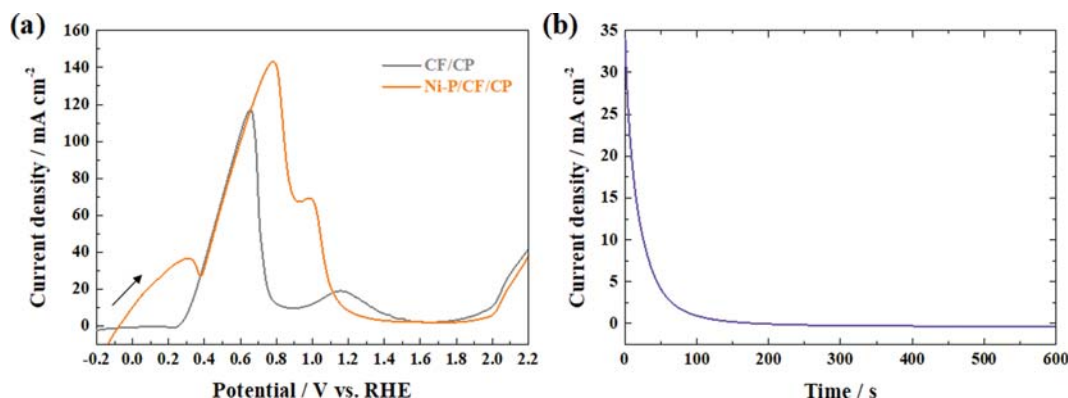 (a)
160
140
120
100
80
60
40
20
0
Current density / mA cm⁻²
CF/CP
Ni-P/CF/CP
-0.2 0.0 0.2 0.4 0.6 0.8 1.0 1.2 1.4 1.6 1.8 2.0 2.2
Potential / V vs. RHE
(b)
35
30
25
20
15
10
5
0
Current density / mA cm⁻²
0 100 200 300 400 500 600
Time / s